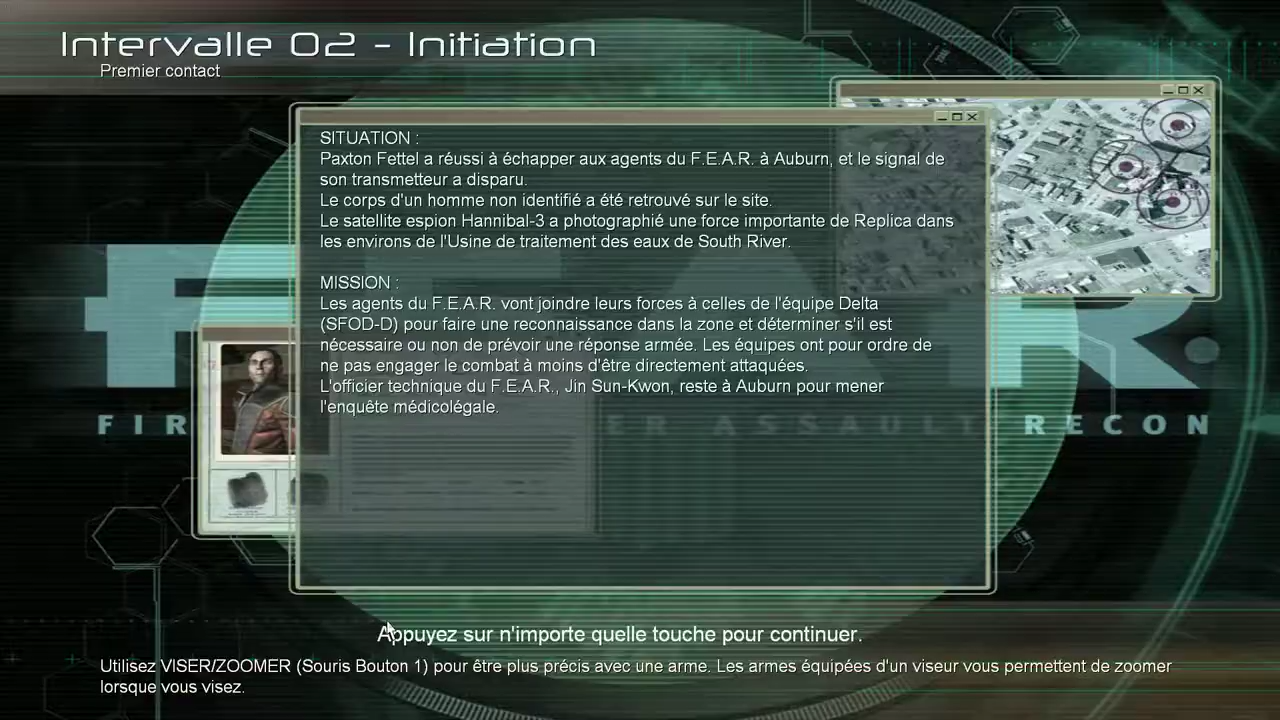 Intervalle 02 - Initiation
Premier contact
SITUATION :
Paxton Fettel a réussi à échapper aux agents du F.E.A.R. à Auburn, et le signal de
son transmetteur a disparu.
Le corps d'un homme non identifié a été retrouvé sur le site.
Le satellite espion Hannibal-3 a photographié une force importante de Replica dans
les environs de l'Usine de traitement des eaux de South River.
MISSION :
Les agents du F.E.A.R. vont joindre leurs forces à celles de l'équipe Delta
(SFOD-D) pour faire une reconnaissance dans la zone et déterminer s'il est
nécessaire ou non de prévoir une réponse armée. Les équipes ont pour ordre de
ne pas engager le combat à moins d'être directement attaquées.
L'officier technique du F.E.A.R., Jin Sun-Kwon, reste à Auburn pour mener
l'enquête médicolégale.
FIR ER ASSAULT RECON
Appuyez sur n'importe quelle touche pour continuer.
Utilisez VISER/ZOOMER (Souris Bouton 1) pour être plus précis avec une arme. Les armes équipées d'un viseur vous permettent de zoomer
lorsque vous visez.